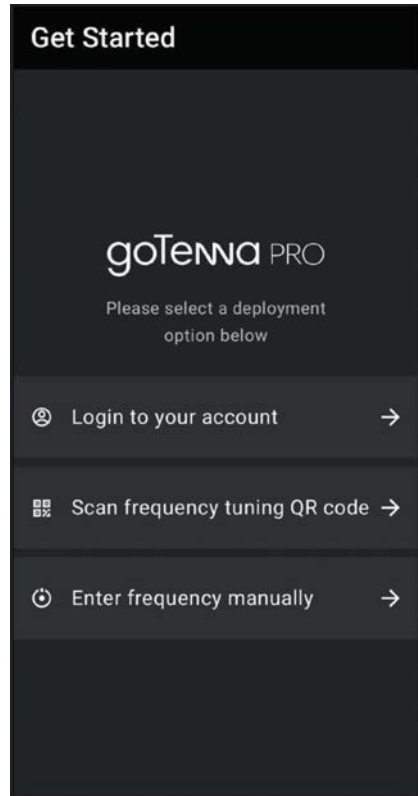 Get Started
goTenna PRO
Please select a deployment
option below
Login to your account
Scan frequency tuning QR code
Enter frequency manually